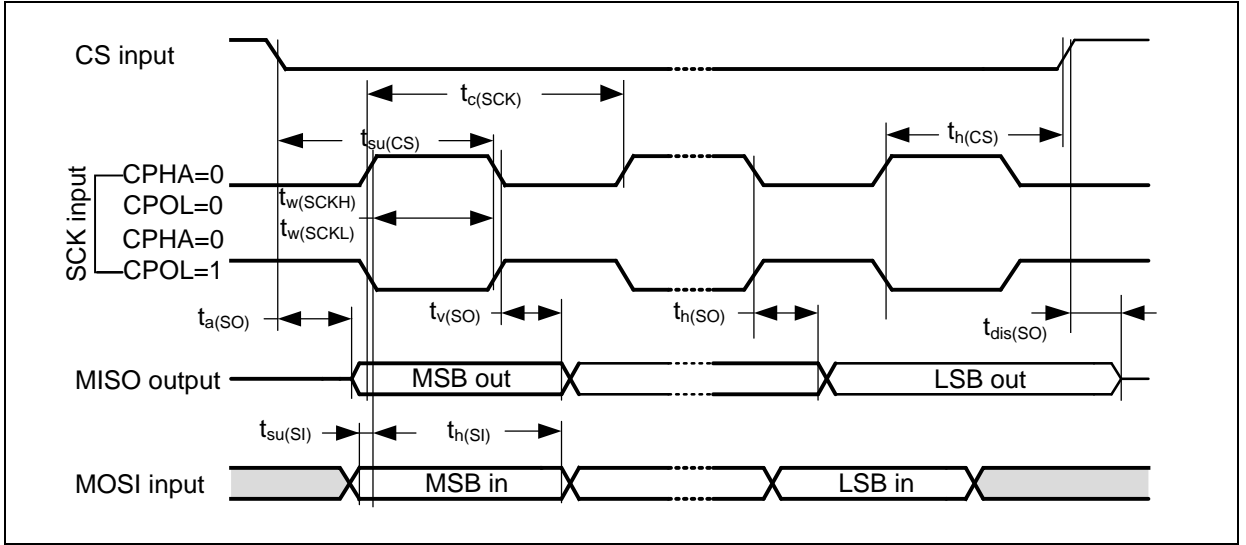 CS input
tc(SCK)
tsu(CS)
th(CS)
SCK input
CPHA=0
CPOL=0
CPHA=0
CPOL=1
tw(SCKH)
tw(SCKL)
ta(SO)
tv(SO)
th(SO)
tdis(SO)
MISO output
MSB out
LSB out
tsu(SI)
th(SI)
MOSI input
MSB in
LSB in